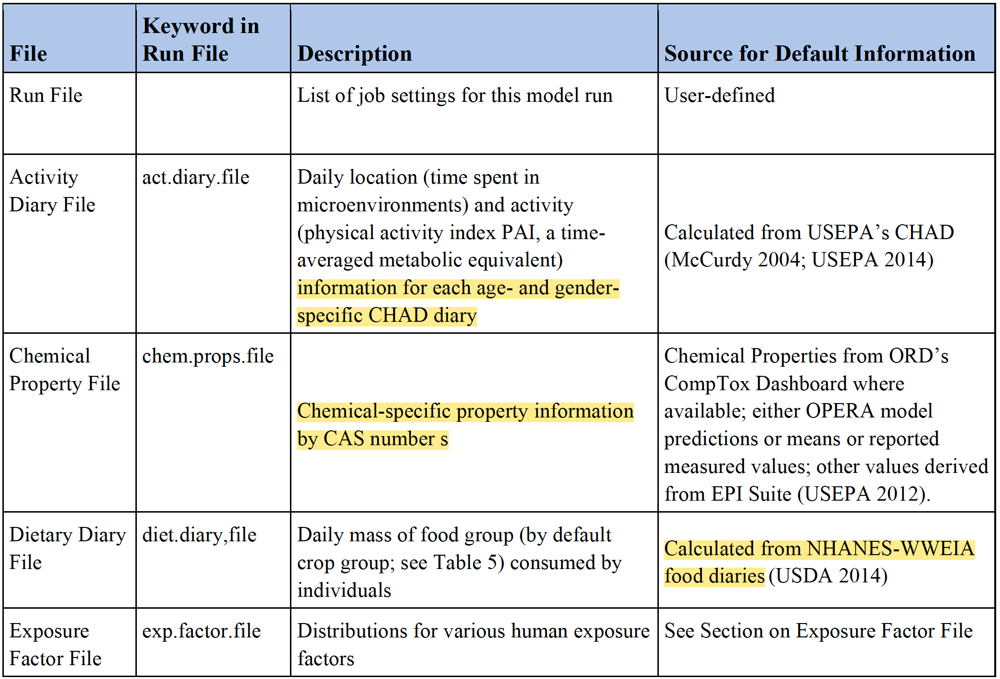 File
Keyword in
Run File
Description
Source for Default Information
Run File
List of job settings for this model run
User-defined
Activity
Diary File
act.diary.file
Daily location (time spent in
microenvironments) and activity
(physical activity index PAI, a time-
averaged metabolic equivalent)
information for each age- and gender-
specific CHAD diary
Calculated from USEPA’s CHAD
(McCurdy 2004; USEPA 2014)
Chemical
Property File
chem.props.file
Chemical-specific property information
by CAS number s
Chemical Properties from ORD’s
CompTox Dashboard where
available; either OPERA model
predictions or means or reported
measured values; other values derived
from EPI Suite (USEPA 2012).
Dietary Diary
File
diet.diary,file
Daily mass of food group (by default
crop group; see Table 5) consumed by
individuals
Calculated from NHANES-WWEIA
food diaries (USDA 2014)
Exposure
Factor File
exp.factor.file
Distributions for various human exposure
factors
See Section on Exposure Factor File